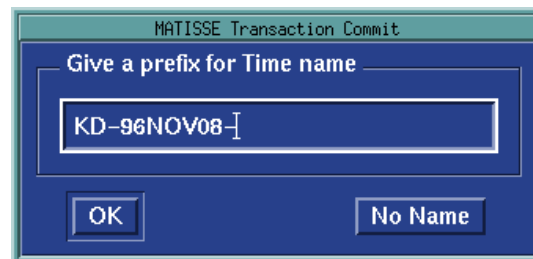 MATISSE Transaction Commit
Give a prefix for Time name
KD-96NOV08-
OK
No Name